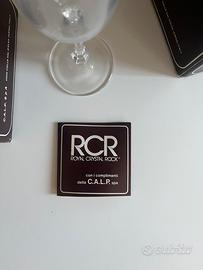 RCR
ROYAL CRYSTAL ROCK
con i complimenti
della C.A.L.P. spa
C.A.L.P. S.p.A.